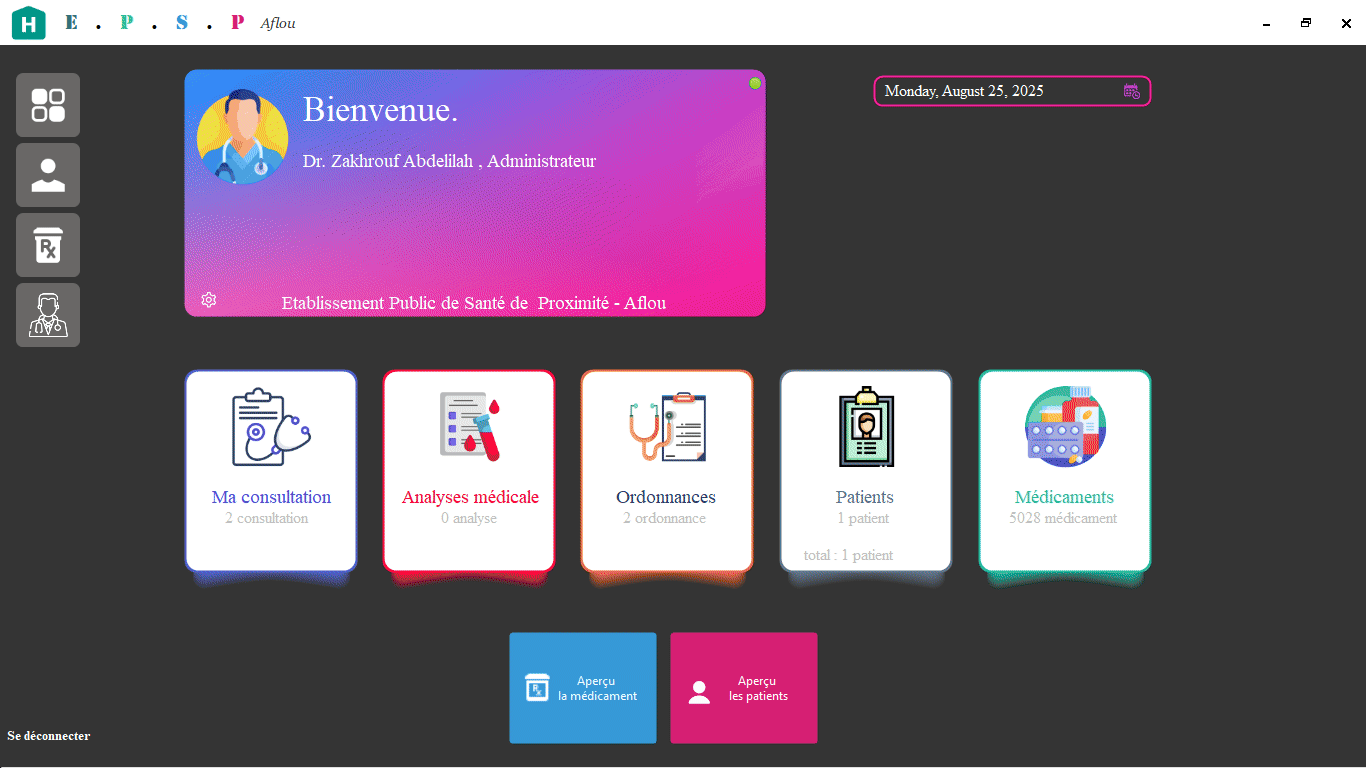 H E . P . S . P Aflou
Monday, August 25, 2025
Bienvenue.
Dr. Zakhrouf Abdelilah , Administrateur
Etablissement Public de Santé de  Proximité - Aflou
Rx
Ma consultation
2 consultation
Analyses médicale
0 analyse
Ordonnances
2 ordonnance
Patients
1 patient
total : 1 patient
Médicaments
5028 médicament
Rx
Aperçu
la médicament
Aperçu
les patients
Se déconnecter